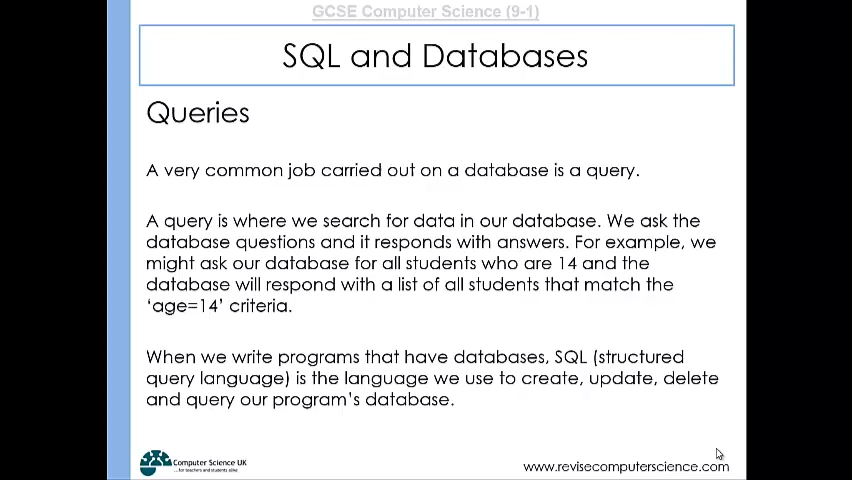 GCSE Computer Science (9-1)
SQL and Databases
Queries
A very common job carried out on a database is a query.
A query is where we search for data in our database. We ask the
database questions and it responds with answers. For example, we
might ask our database for all students who are 14 and the
database will respond with a list of all students that match the
‘age=14’ criteria.
When we write programs that have databases, SQL (structured
query language) is the language we use to create, update, delete
and query our program’s database.
Computer Science UK
...for teachers and students alike
www.revisecomputerscience.com